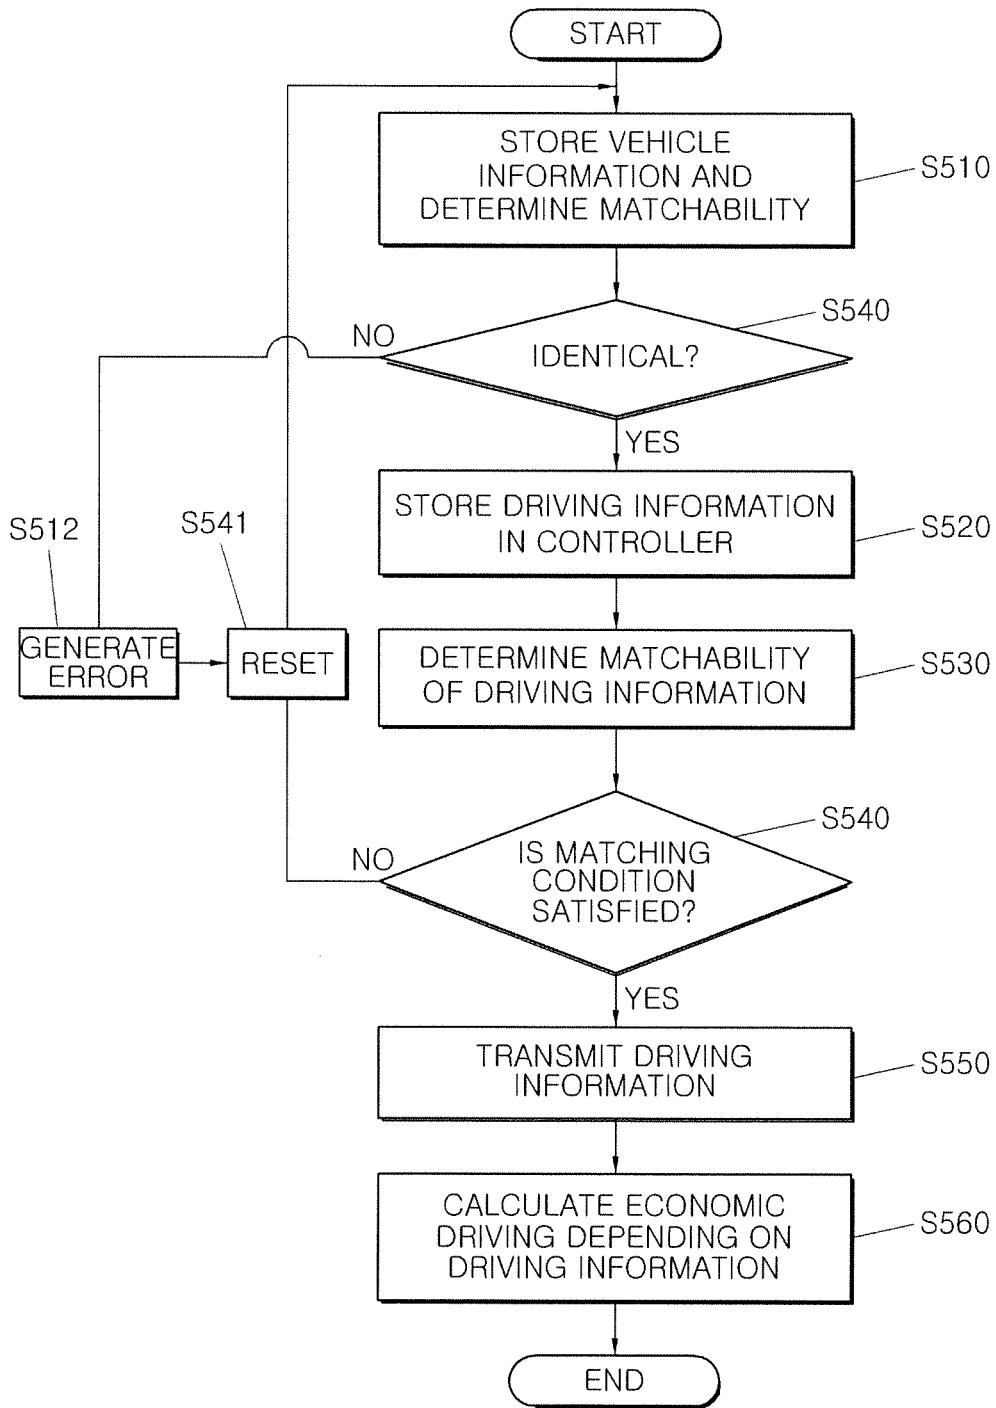 START
STORE VEHICLE
INFORMATION AND
DETERMINE MATCHABILITY
S510
S540
NO
IDENTICAL?
YES
STORE DRIVING INFORMATION
IN CONTROLLER
S520
S512
S541
GENERATE
ERROR
RESET
DETERMINE MATCHABILITY
OF DRIVING INFORMATION
S530
S540
NO
IS MATCHING
CONDITION
SATISFIED?
YES
TRANSMIT DRIVING
INFORMATION
S550
CALCULATE ECONOMIC
DRIVING DEPENDING ON
DRIVING INFORMATION
S560
END